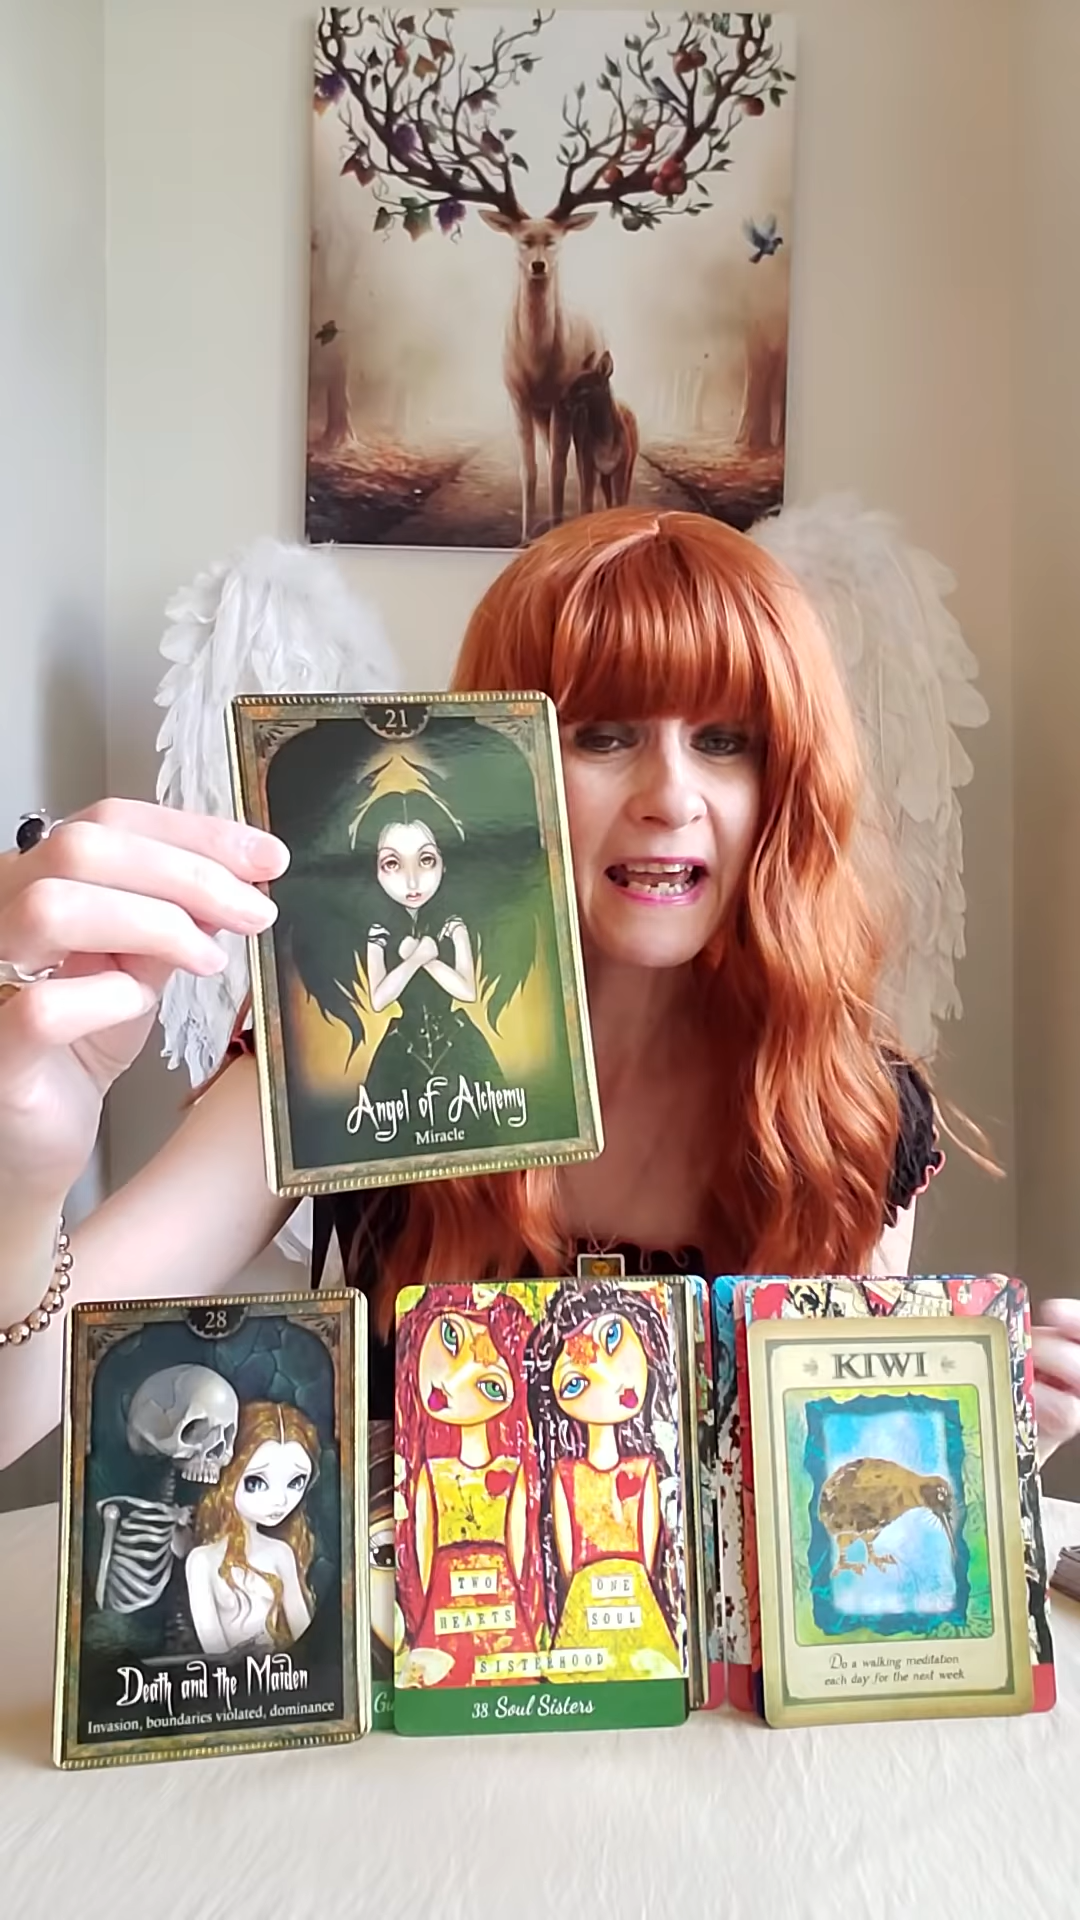 21
Angel of Alchemy
Miracle
28
Death and the Maiden
Invasion, boundaries violated, dominance
TWO
HEARTS
ONE
SOUL
SISTERHOOD
38 Soul Sisters
KIWI
Do a walking meditation
each day for the next week